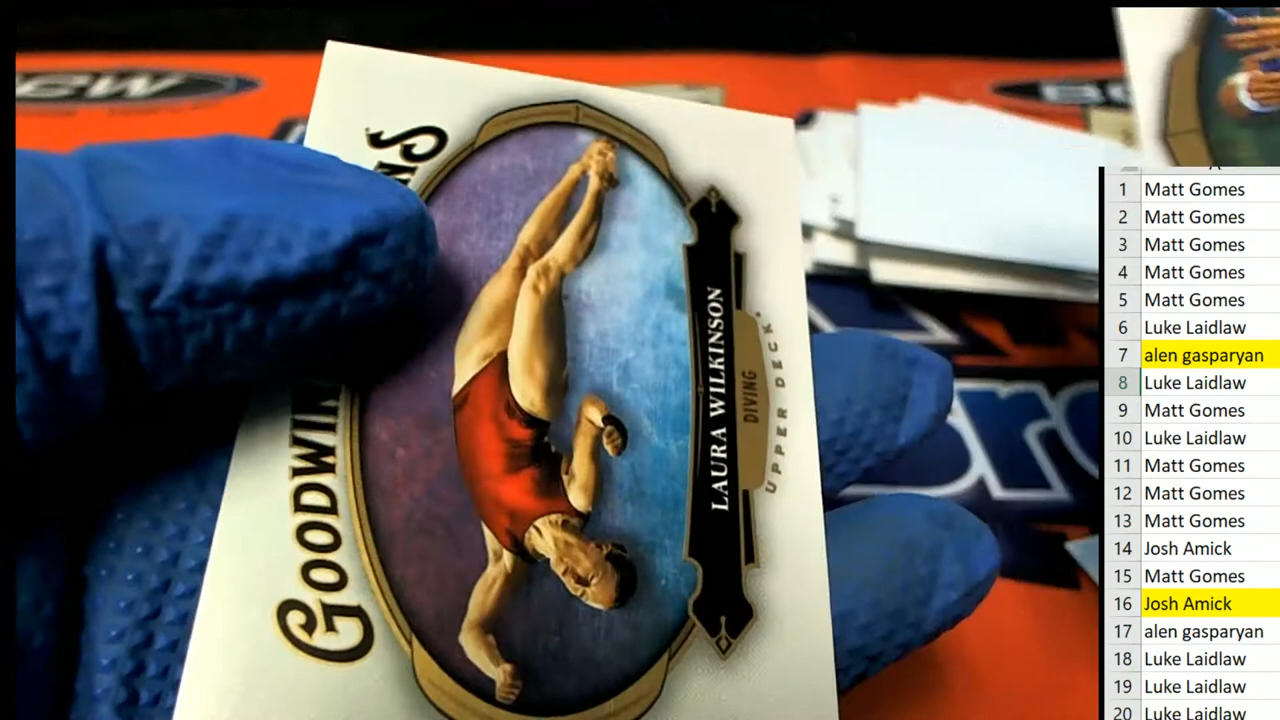 GOODWIN
NS
LAURA WILKINSON
DIVING
UPPER DECK
1 Matt Gomes
2 Matt Gomes
3 Matt Gomes
4 Matt Gomes
5 Matt Gomes
6 Luke Laidlaw
7 alen gasparyan
8 Luke Laidlaw
9 Matt Gomes
10 Luke Laidlaw
11 Matt Gomes
12 Matt Gomes
13 Matt Gomes
14 Josh Amick
15 Matt Gomes
16 Josh Amick
17 alen gasparyan
18 Luke Laidlaw
19 Luke Laidlaw
20 Luke Laidlaw